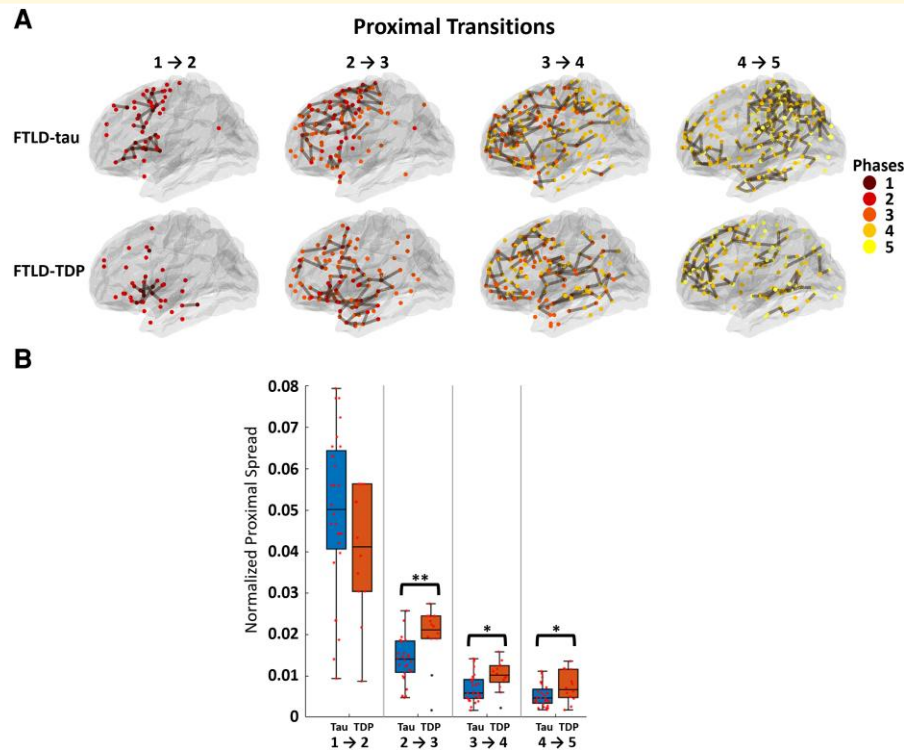 A
Proximal Transitions
1 → 2 2 → 3 3 → 4 4 → 5
FTLD-tau
Phases
1
2
3
4
5
FTLD-TDP
B
Normalized Proximal Spread
0.08
0.07
0.06
0.05
0.04
0.03
0.02
0.01
0
** * *
Tau TDP Tau TDP Tau TDP Tau TDP
1 → 2 2 → 3 3 → 4 4 → 5